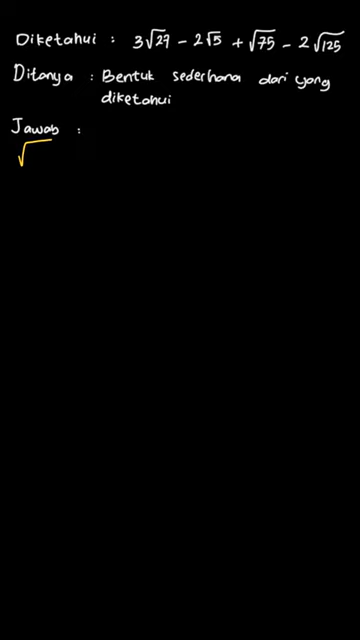 Diketahui : 3√27 - 2√5 + √75 - 2√125
Ditanya : Bentuk sederhana dari yang
diketahui
Jawab :
√